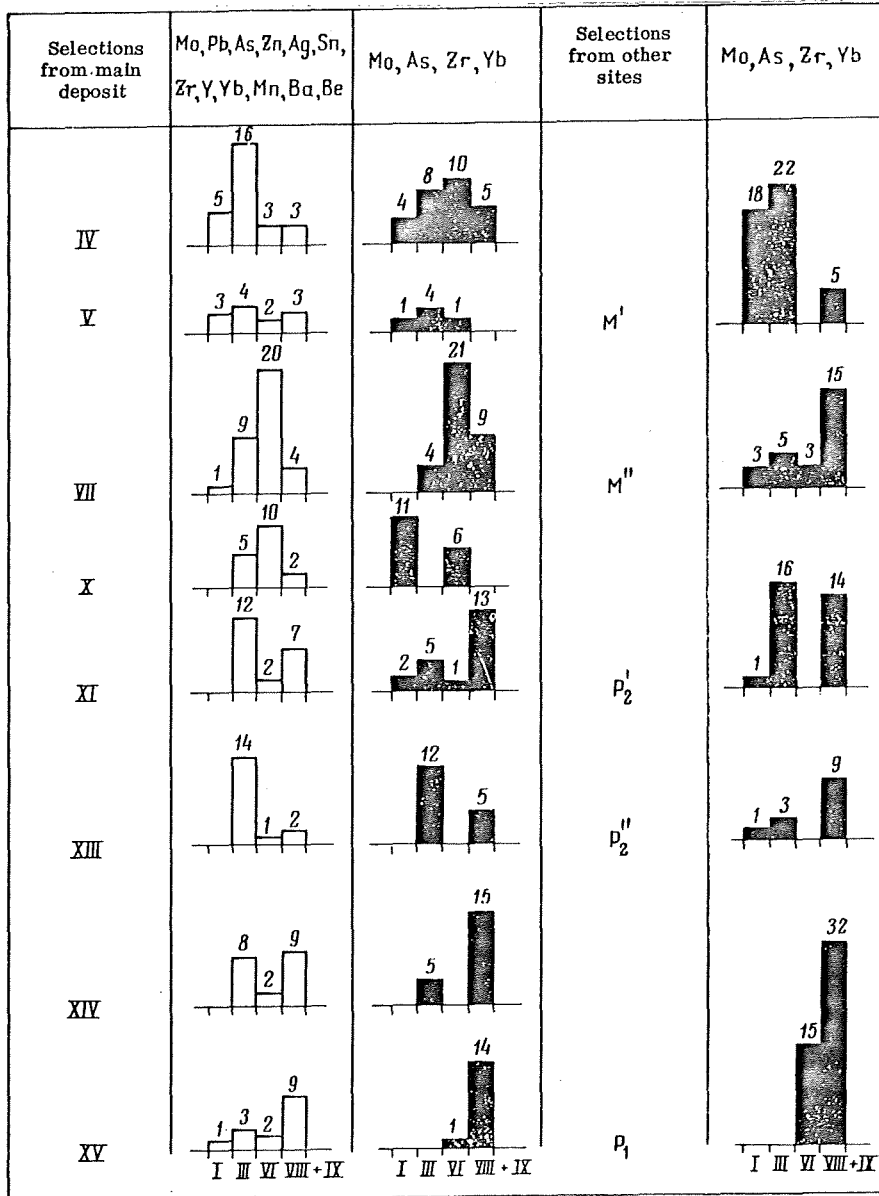 Selections
from main
deposit
Mo, Pb, As, Zn, Ag, Sn,
Zr, Y, Yb, Mn, Ba, Be
Mo, As, Zr, Yb
Selections
from other
sites
Mo, As, Zr, Yb
IV
5 16 3 3
4 8 10 5
V
3 4 2 3
1 4 1
M'
18 22 5
VII
1 9 20 4
4 21 9
M''
3 5 3 15
X
5 10 2
11 6
XI
12 2 7
2 5 1 13
P₂'
1 16 14
XIII
14 1 2
12 5
P₂''
1 3 9
XIV
8 2 9
5 15
XV
1 3 2 9
1 14
P₁
15 32
I III VI VIII + IX
I III VI VIII + IX
I III VI VIII + IX